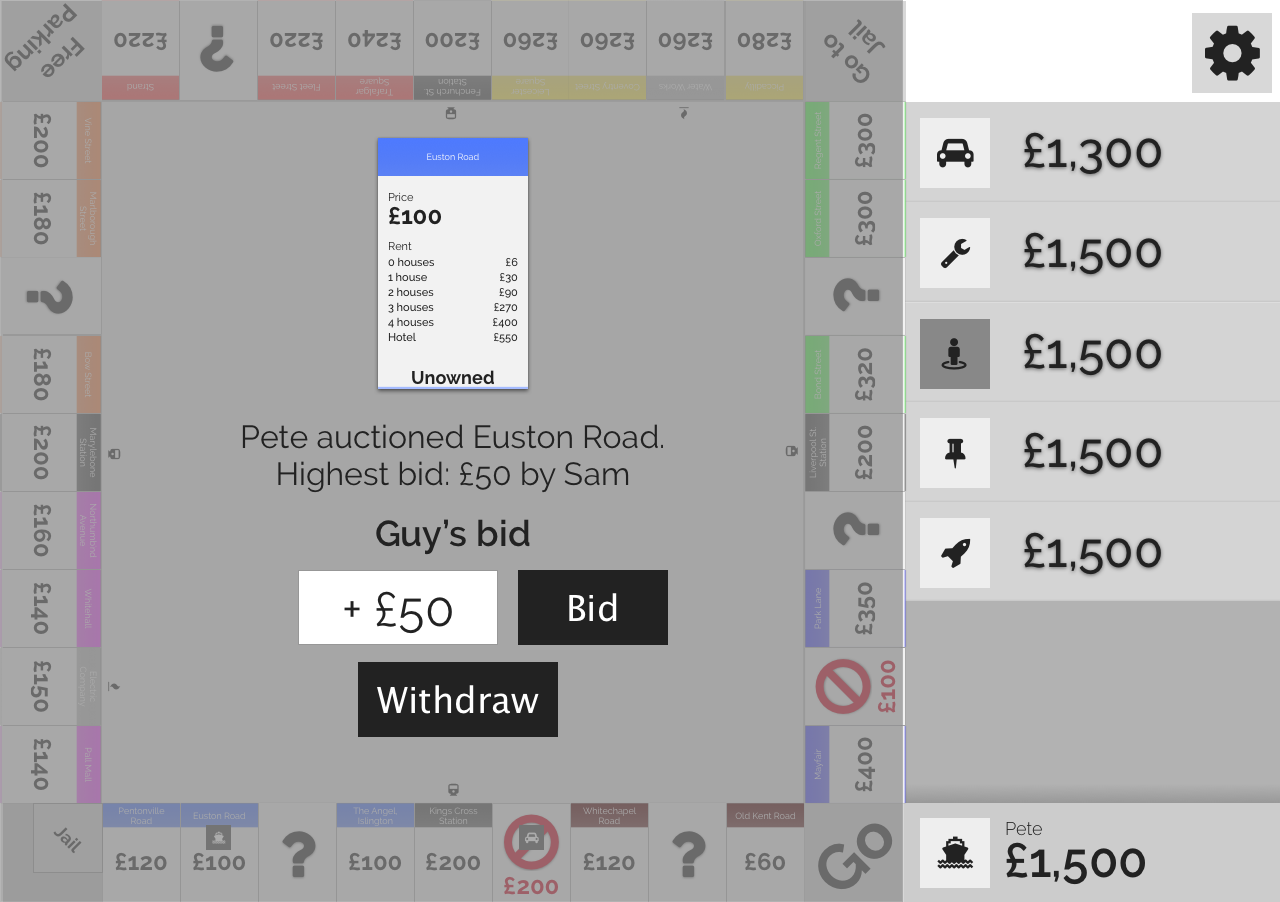 Free
Parking
£220
?
£220
£240
£200
£260
£260
£260
£280
Go to
Jail
Strand
Fleet Street
Trafalgar
Square
Fenchurch St
Station
Water Works
£200
Vine Street
£180
Marlborough
Street
?
£180
Bow Street
£200
Marylebone
Station
£160
Northumbrind
Avenue
£140
Whitehall
£150
Electric
Company
£140
Pall Mall
Regent Street
£300
Oxford Street
£300
?
Bond Street
£320
Liverpool St.
Station
£200
?
Park Lane
£350
£100
Mayfair
£400
Euston Road
Price
£100
Rent
0 houses £6
1 house £30
2 houses £90
3 houses £270
4 houses £400
Hotel £550
Unowned
Pete auctioned Euston Road.
Highest bid: £50 by Sam
Guy’s bid
+ £50
Bid
Withdraw
Jail
Pentonville
Road
£120
Euston Road
£100
?
The Angel,
Islington
£100
Kings Cross
Station
£200
£200
Whitechapel
Road
£120
?
Old Kent Road
£60
GO
£1,300
£1,500
£1,500
£1,500
£1,500
Pete
£1,500